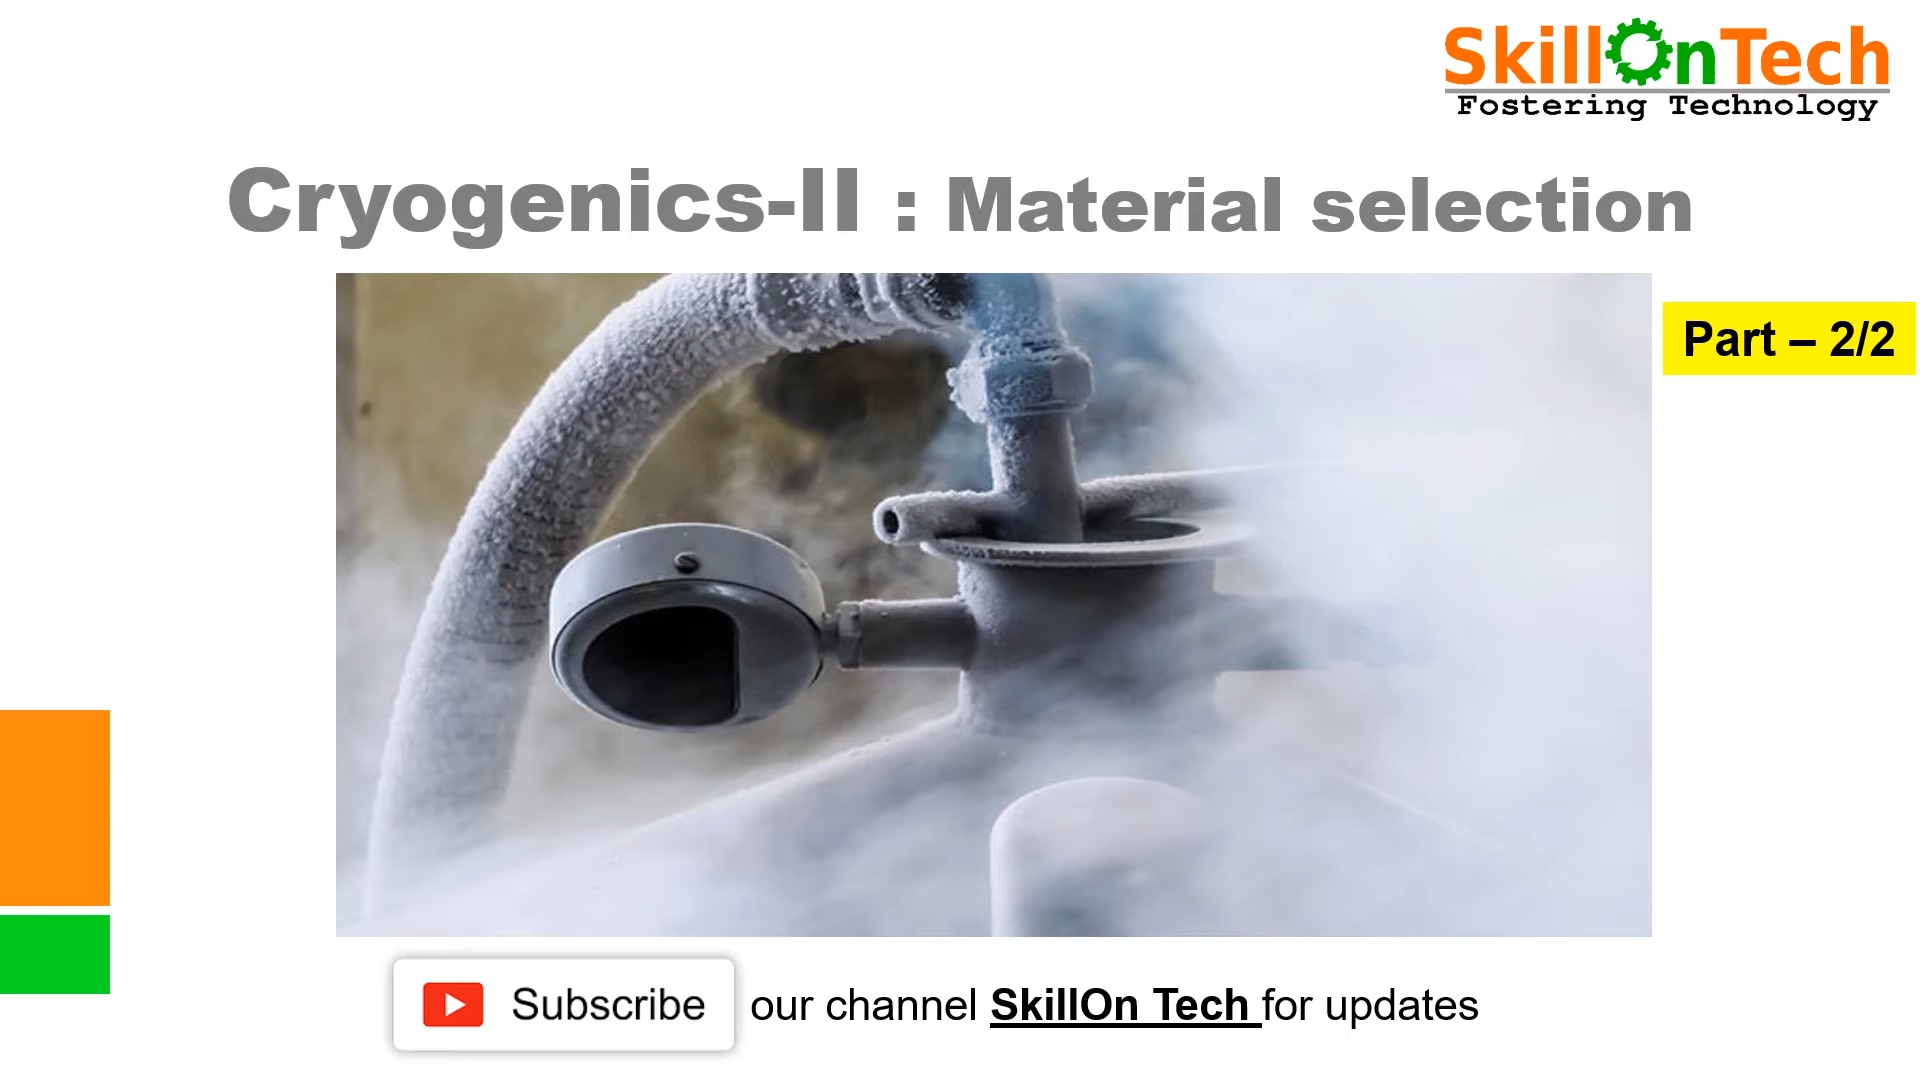 SkillOnTech
Fostering Technology
Cryogenics-II : Material selection
Part – 2/2
Subscribe our channel SkillOn Tech for updates